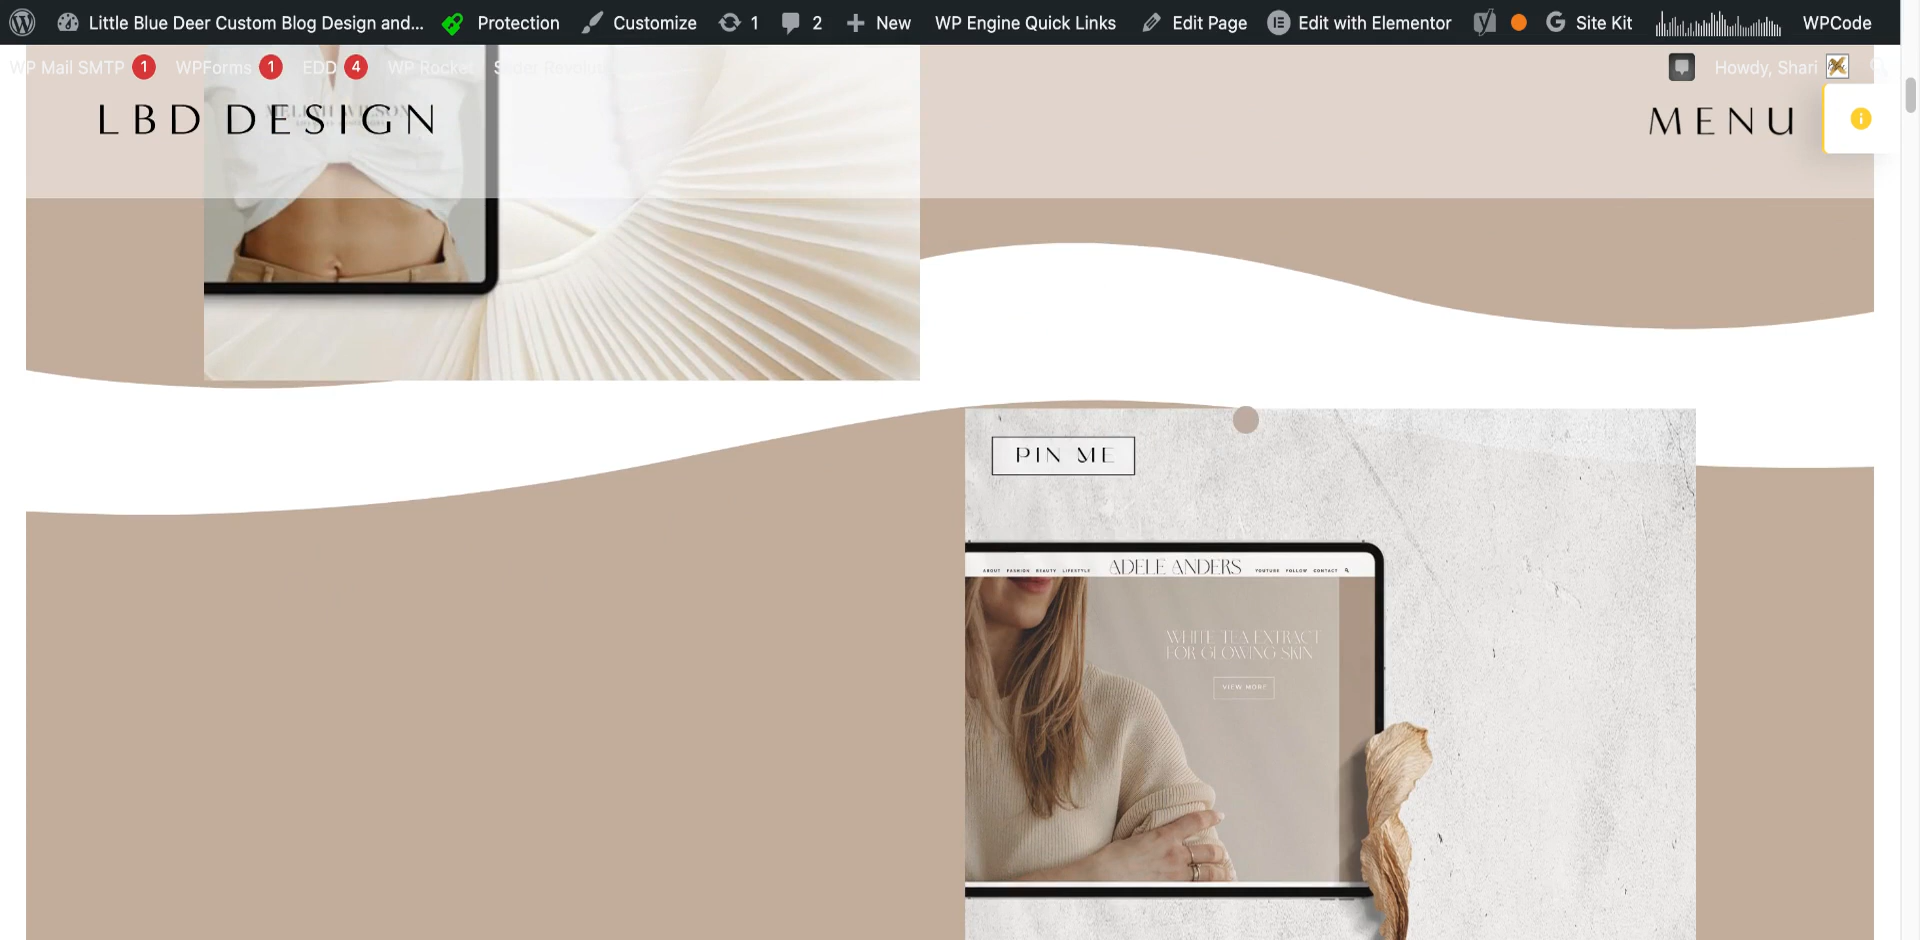 Little Blue Deer Custom Blog Design and... Protection Customize 1 2 New WP Engine Quick Links Edit Page Edit with Elementor Site Kit WPCode
WP Mail SMTP 1 WPForms 1 EDD 4 WP Rocket Howdy, Shari
LBD DESIGN MENU
PIN ME
ABOUT FASHION BEAUTY LIFESTYLE ADELE ANDERS YOUTUBE FOLLOW CONTACT
WHITE TEA EXTRACT
FOR GLOWING SKIN
VIEW MORE